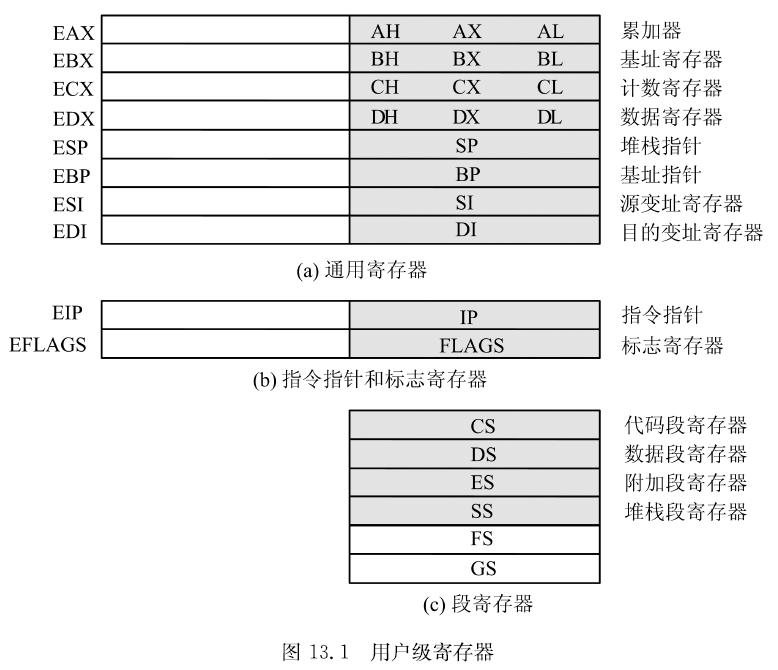 EAX AH AX AL 累加器
EBX BH BX BL 基址寄存器
ECX CH CX CL 计数寄存器
EDX DH DX DL 数据寄存器
ESP SP 堆栈指针
EBP BP 基址指针
ESI SI 源变址寄存器
EDI DI 目的变址寄存器
(a) 通用寄存器
EIP IP 指令指针
EFLAGS FLAGS 标志寄存器
(b) 指令指针和标志寄存器
CS 代码段寄存器
DS 数据段寄存器
ES 附加段寄存器
SS 堆栈段寄存器
FS
GS
(c) 段寄存器
图 13.1 用户级寄存器